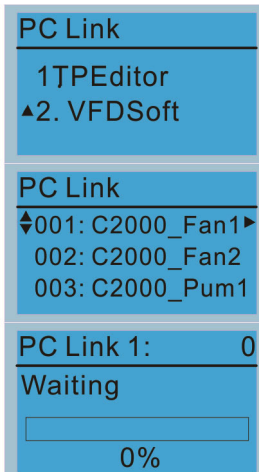 PC Link
1.TPEditor
▲2. VFDSoft
PC Link
001: C2000_Fan1▶
002: C2000_Fan2
003: C2000_Pum1
PC Link 1: 0
Waiting
0%